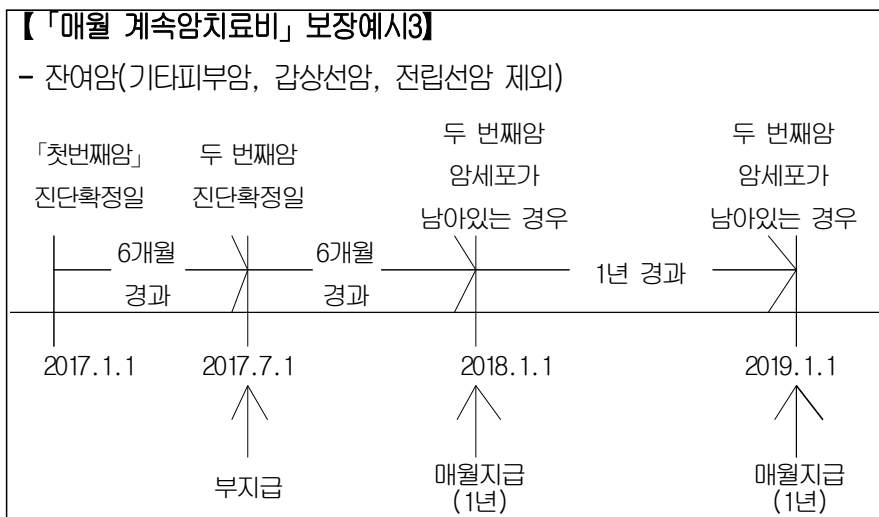 【「매월 계속암치료비」 보장예시3】
- 잔여암(기타피부암, 갑상선암, 전립선암 제외)
「첫번째암」
진단확정일
두 번째암
진단확정일
두 번째암
암세포가
남아있는 경우
두 번째암
암세포가
남아있는 경우
6개월
경과
6개월
경과
1년 경과
2017.1.1
2017.7.1
2018.1.1
2019.1.1
부지급
매월지급
(1년)
매월지급
(1년)